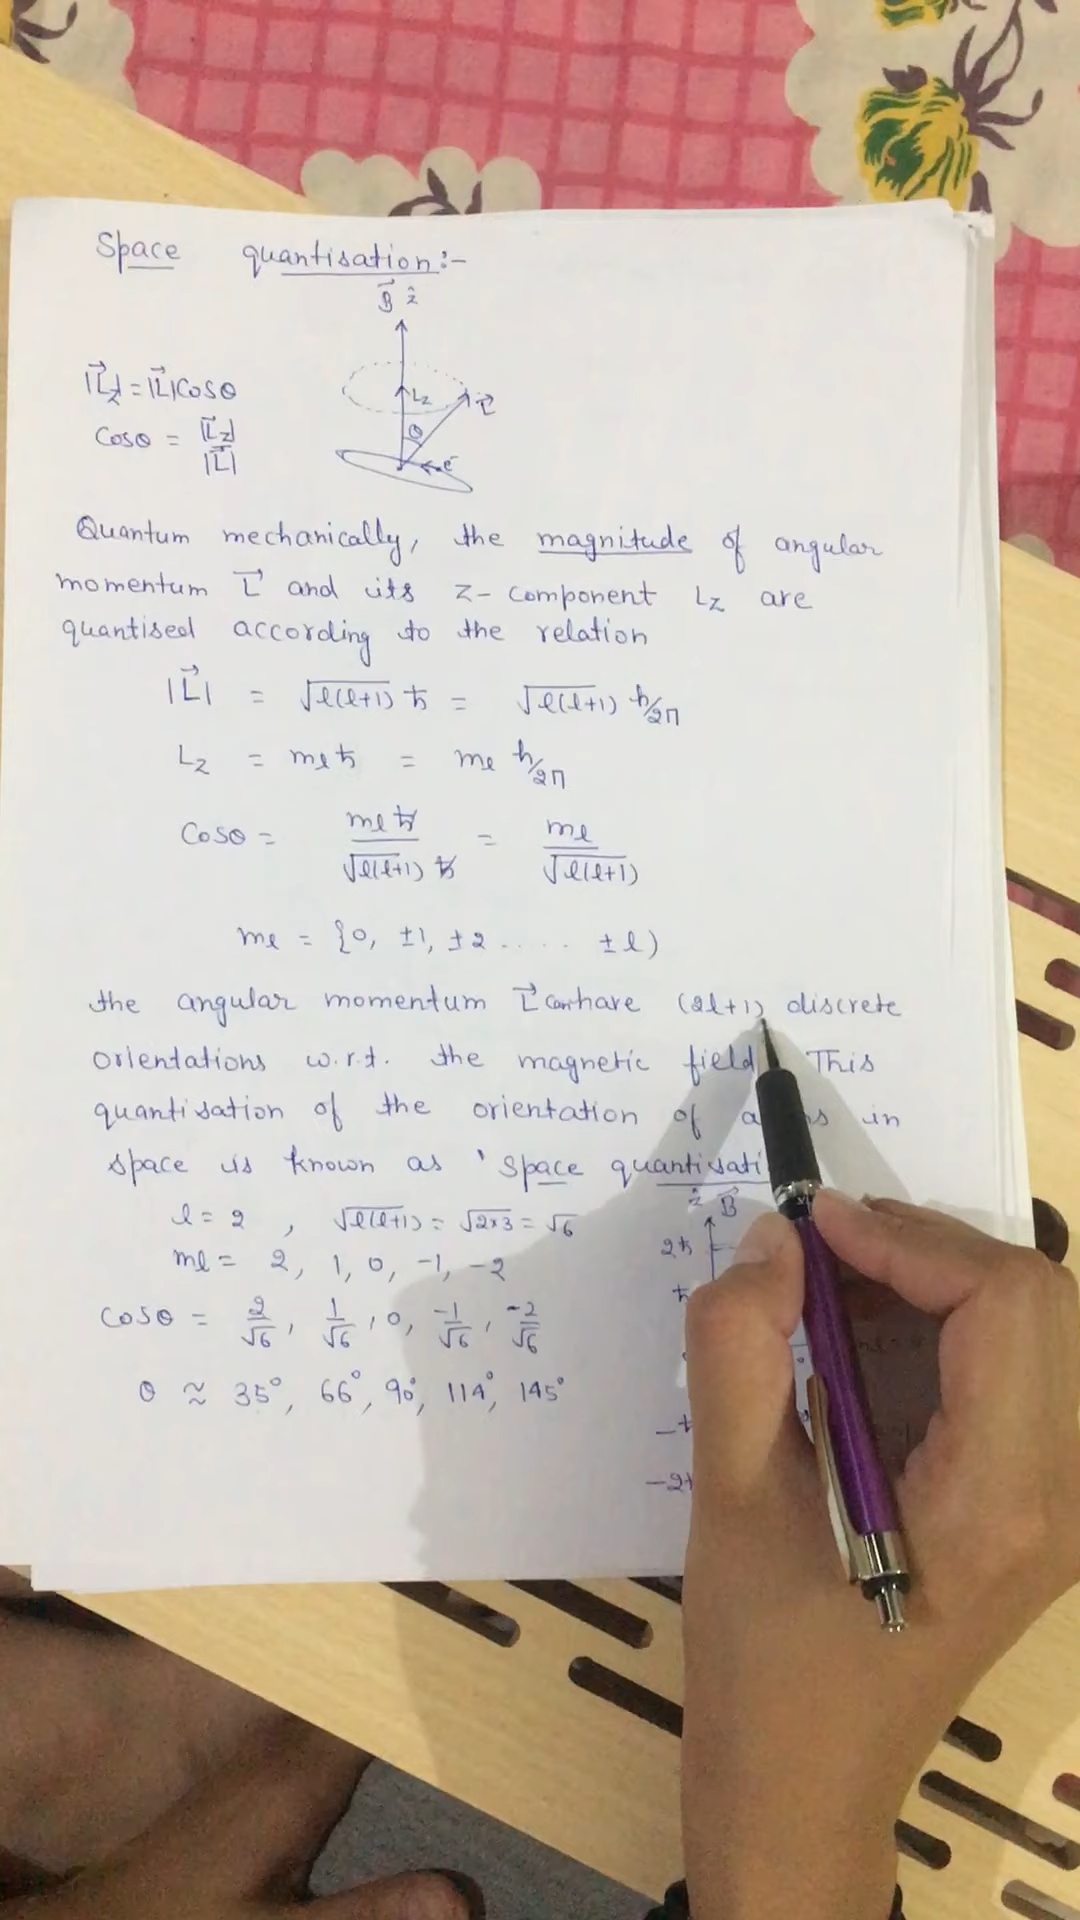 Space quantisation:-
B⃗ ẑ
|L⃗z| = |L⃗|Cosθ
Lz
L⃗
Cosθ = |L⃗z| / |L⃗|
θ
e⁻
Quantum mechanically, the magnitude of angular
momentum L⃗ and its z-component Lz are
quantised according to the relation
|L⃗| = √l(l+1) ħ = √l(l+1) ħ/2π
Lz = mlħ = ml ħ/2π
Cosθ = mlħ / √l(l+1) ħ = ml / √l(l+1)
ml = {0, ±1, ±2 ..... ±l)
the angular momentum L⃗ can have (2l+1) discrete
orientations w.r.t. the magnetic field This
quantisation of the orientation of in
space is known as 'space quantisati
l = 2, √l(l+1) = √2×3 = √6
ẑ B⃗
ml = 2, 1, 0, -1, -2
2ħ
ħ
Cosθ = 2/√6, 1/√6, 0, -1/√6, -2/√6
θ ≈ 35°, 66°, 90°, 114°, 145°